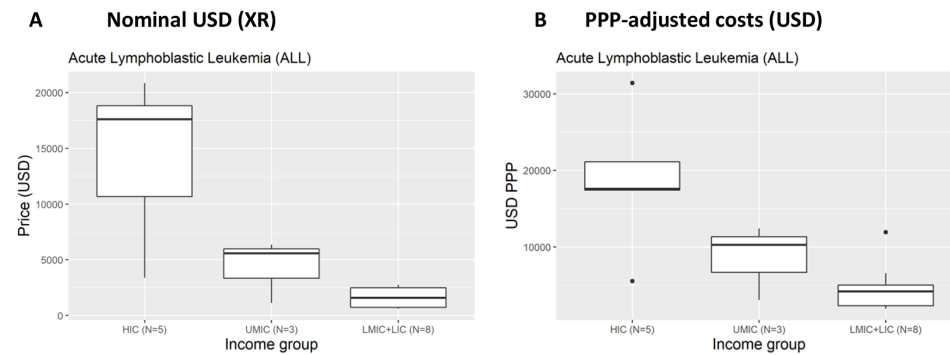 A Nominal USD (XR)
Acute Lymphoblastic Leukemia (ALL)
Price (USD)
20000
15000
10000
5000
0
HIC (N=5) UMIC (N=3) LMIC+LIC (N=8)
Income group
B PPP-adjusted costs (USD)
Acute Lymphoblastic Leukemia (ALL)
USD PPP
30000
20000
10000
HIC (N=5) UMIC (N=3) LMIC+LIC (N=8)
Income group